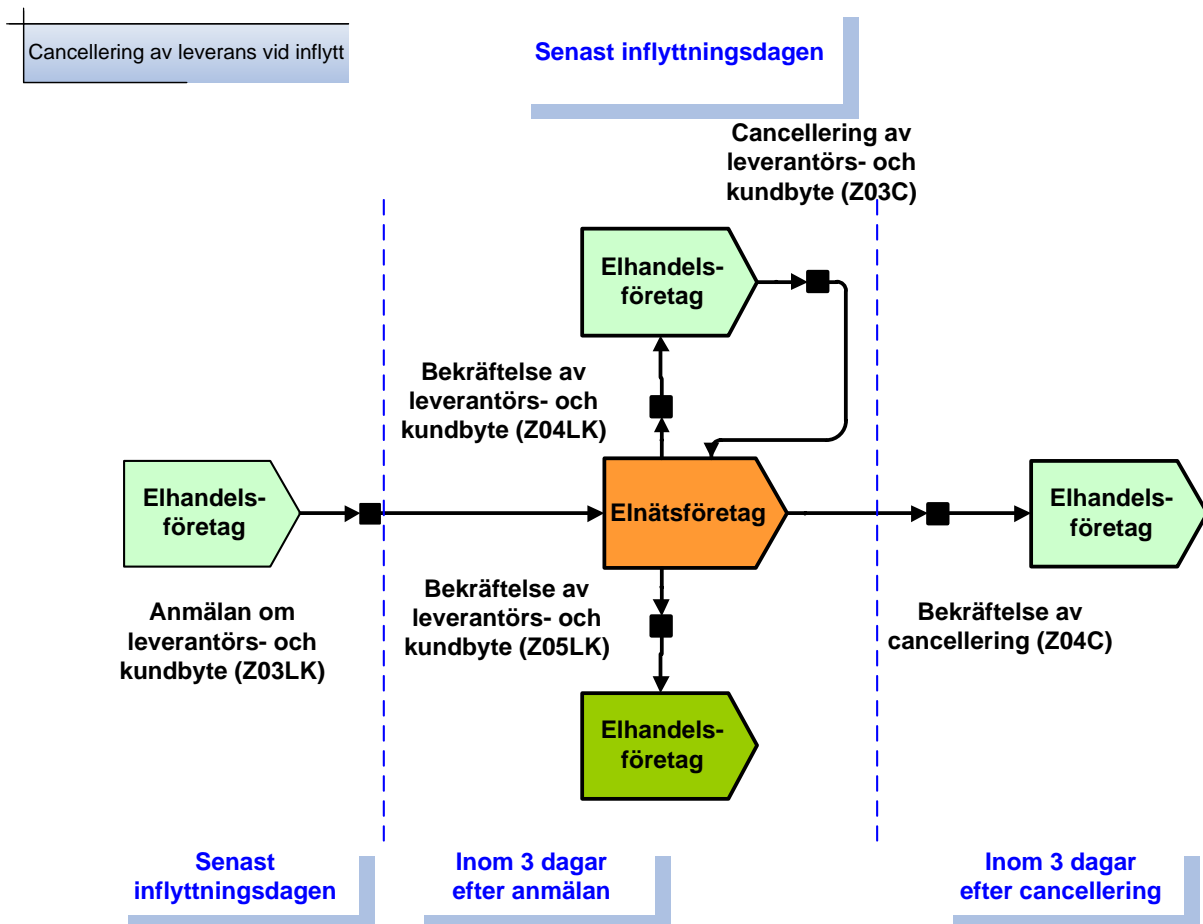 Cancellering av leverans vid inflytt
Senast inflyttningsdagen
Cancellering av
leverantörs- och
kundbyte (Z03C)
Elhandels-
företag
Bekräftelse av
leverantörs- och
kundbyte (Z04LK)
Elhandels-
företag
Elnätsföretag
Elhandels-
företag
Anmälan om
leverantörs- och
kundbyte (Z03LK)
Bekräftelse av
leverantörs- och
kundbyte (Z05LK)
Bekräftelse av
cancellering (Z04C)
Elhandels-
företag
Senast
inflyttningsdagen
Inom 3 dagar
efter anmälan
Inom 3 dagar
efter cancellering